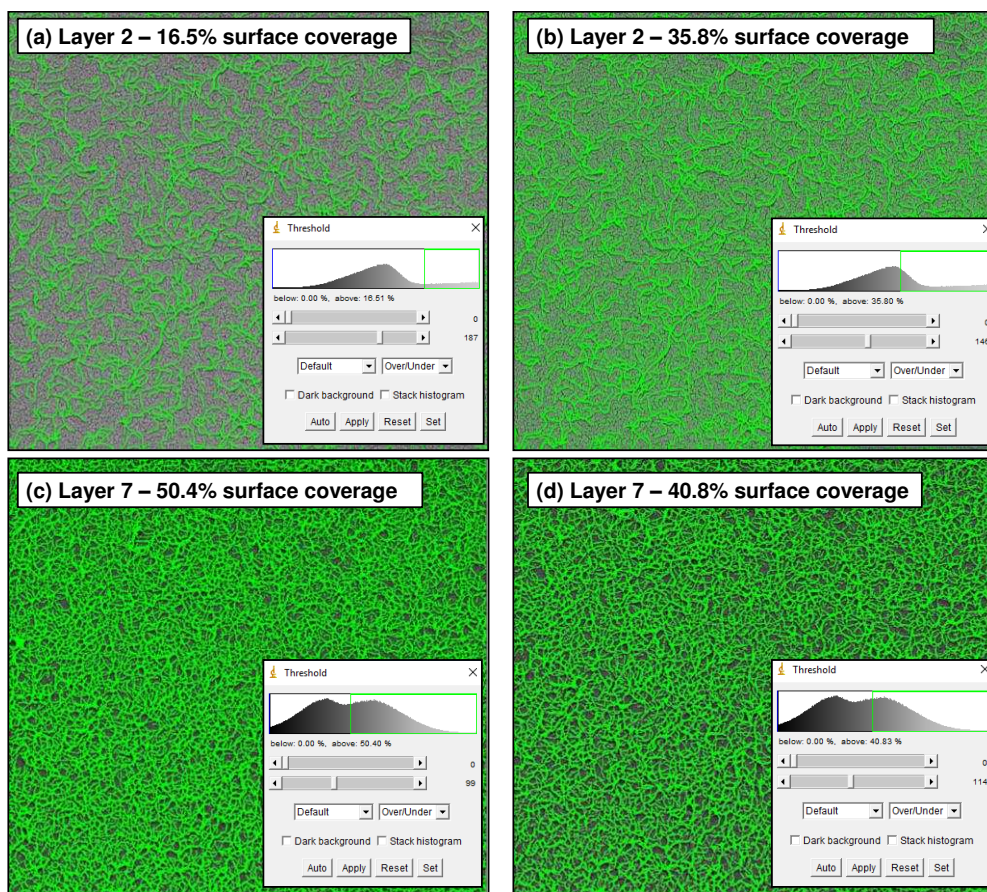 (a) Layer 2 – 16.5% surface coverage
Threshold
below: 0.00 %, above: 16.51 %
0
187
Default Over/Under
Dark background Stack histogram
Auto Apply Reset Set
(b) Layer 2 – 35.8% surface coverage
Threshold
below: 0.00 %, above: 35.80 %
0
146
Default Over/Under
Dark background Stack histogram
Auto Apply Reset Set
(c) Layer 7 – 50.4% surface coverage
Threshold
below: 0.00 %, above: 50.40 %
0
99
Default Over/Under
Dark background Stack histogram
Auto Apply Reset Set
(d) Layer 7 – 40.8% surface coverage
Threshold
below: 0.00 %, above: 40.83 %
0
114
Default Over/Under
Dark background Stack histogram
Auto Apply Reset Set